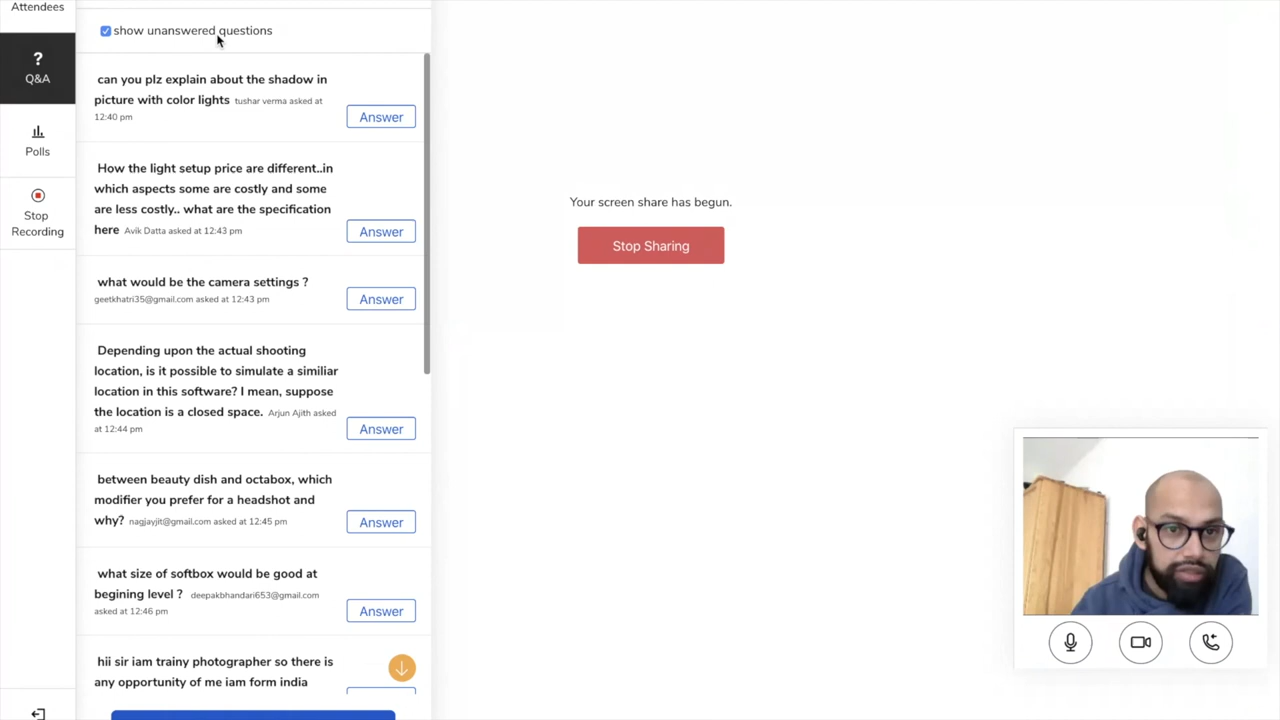 Attendees
?
Q&A
Polls
Stop
Recording
show unanswered questions
can you plz explain about the shadow in
picture with color lights tushar verma asked at
12:40 pm
Answer
How the light setup price are different..in
which aspects some are costly and some
are less costly.. what are the specification
here Avik Datta asked at 12:43 pm
Answer
what would be the camera settings ?
geetkhatri35@gmail.com asked at 12:43 pm
Answer
Depending upon the actual shooting
location, is it possible to simulate a similiar
location in this software? I mean, suppose
the location is a closed space. Arjun Ajith asked
at 12:44 pm
Answer
between beauty dish and octabox, which
modifier you prefer for a headshot and
why? nagjayjit@gmail.com asked at 12:45 pm
Answer
what size of softbox would be good at
begining level ? deepakbhandari653@gmail.com
asked at 12:46 pm
Answer
hii sir iam trainy photographer so there is
any opportunity of me iam form india
Your screen share has begun.
Stop Sharing